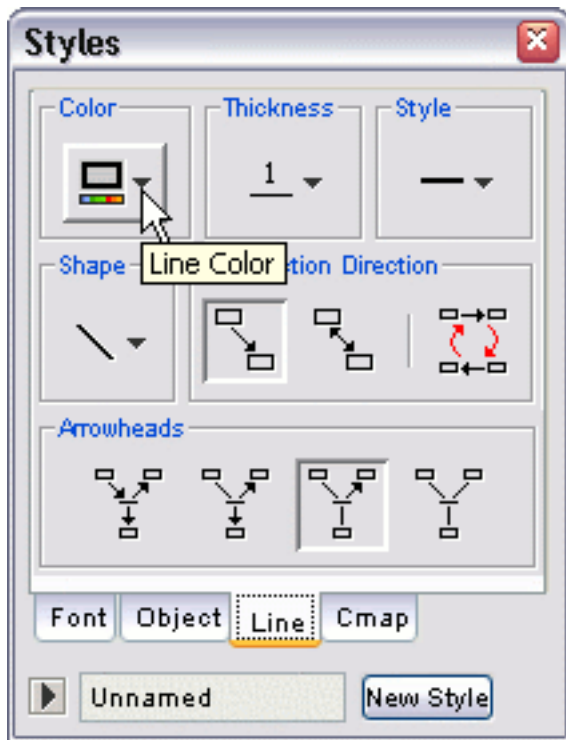 Styles
Color
Thickness
Style
1
Line Color
Shape
tion Direction
Arrowheads
Font
Object
Line
Cmap
Unnamed
New Style